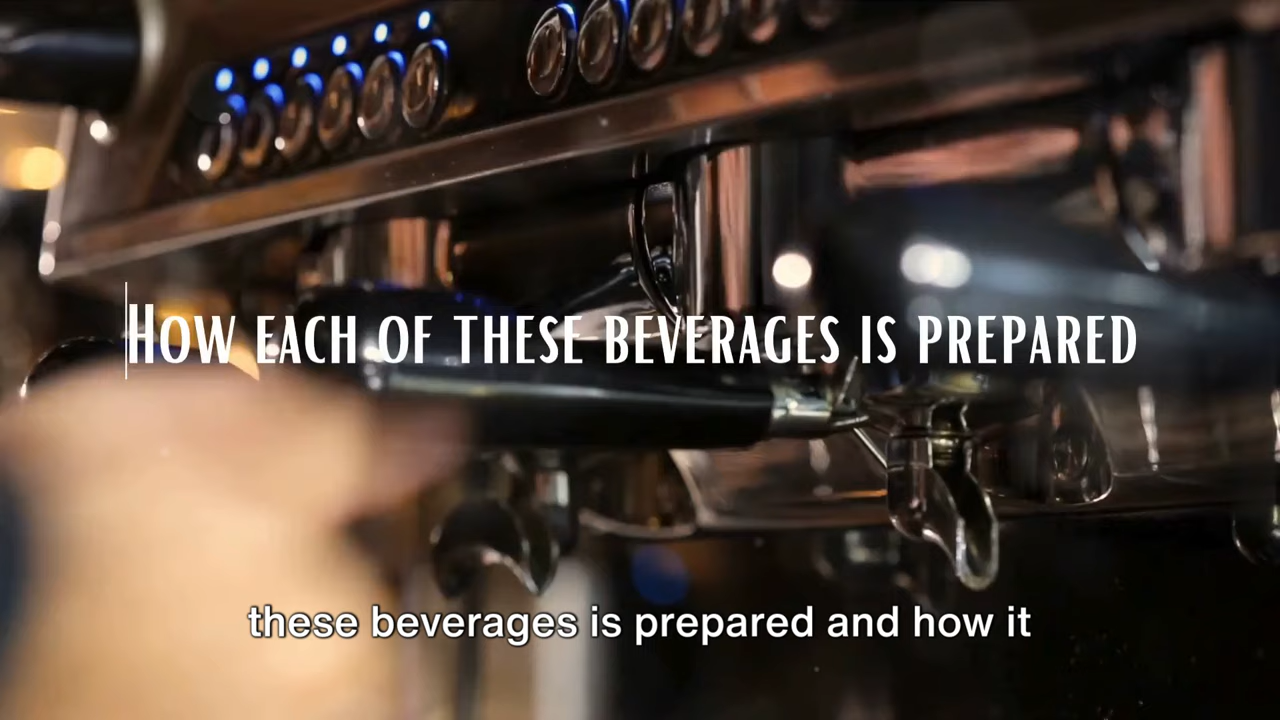 How each of these beverages is prepared
these beverages is prepared and how it